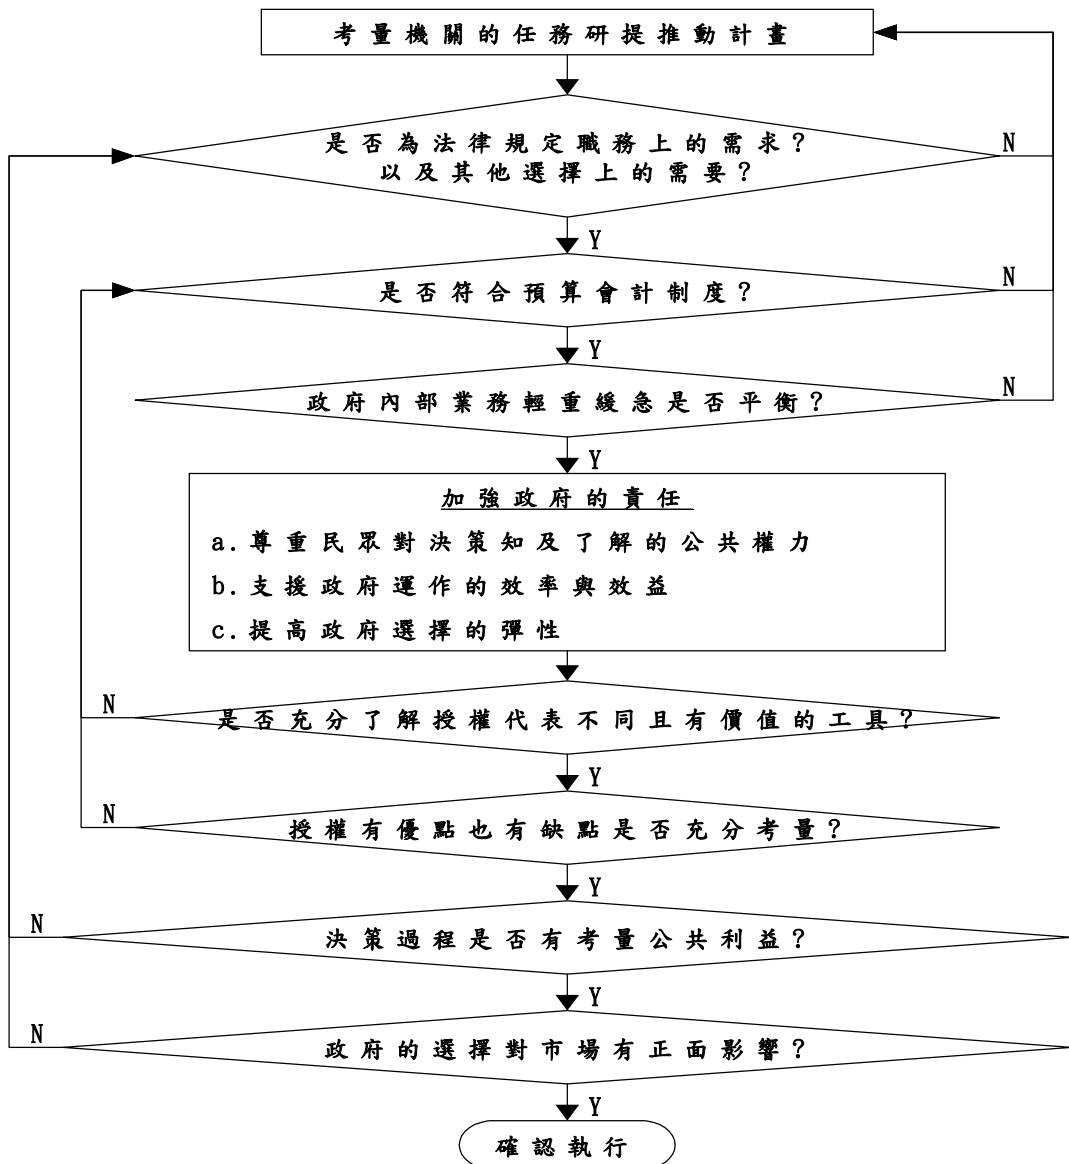 考量機關的任務研提推動計畫
是否為法律規定職務上的需求?
以及其他選擇上的需要?
N
Y
是否符合預算會計制度?
N
Y
政府內部業務輕重緩急是否平衡?
N
Y
加強政府的責任
a.尊重民眾對決策知及了解的公共權力
b.支援政府運作的效率與效益
c.提高政府選擇的彈性
N
是否充分了解授權代表不同且有價值的工具?
Y
N
授權有優點也有缺點是否充分考量?
Y
N
決策過程是否有考量公共利益?
Y
N
政府的選擇對市場有正面影響?
Y
確認執行